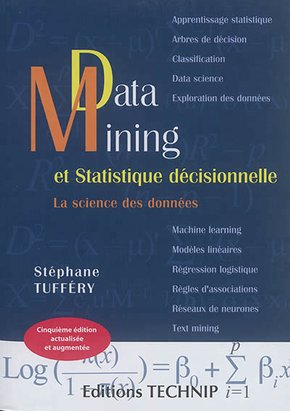 Apprentissage statistique
Arbres de décision
Classification
Data science
Exploration des données
Data
Mining
et Statistique décisionnelle
La science des données
Machine learning
Modèles linéaires
Régression logistique
Règles d'associations
Réseaux de neurones
Text mining
Stéphane
TUFFÉRY
Cinquième édition
actualisée
et augmentée
Editions TECHNIP